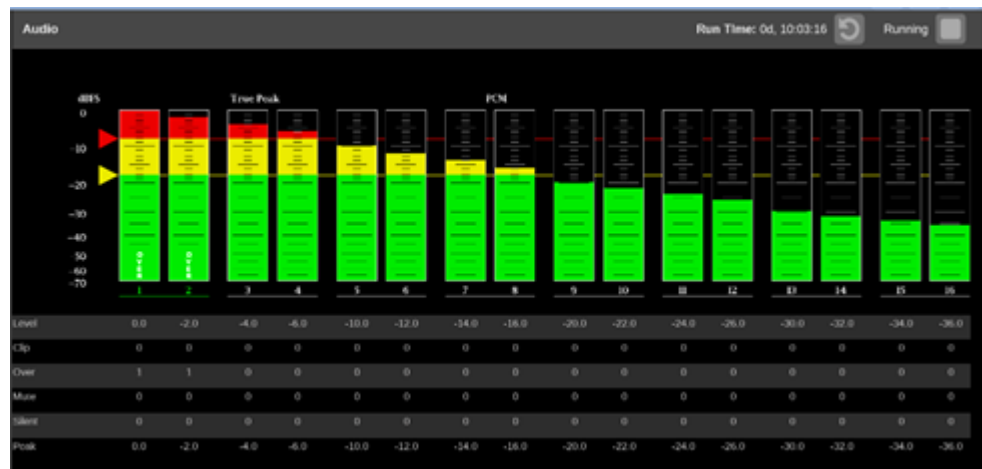 Audio Run Time: 0d, 10:03:16 Running
dBFS True Peak PCM
0
-10
-20
-30
-40
50
-60
-70
OVER OVER
1 2 3 4 5 6 7 8 9 10 11 12 13 14 15 16
Level 0.0 -2.0 -4.0 -6.0 -10.0 -12.0 -14.0 -16.0 -20.0 -22.0 -24.0 -26.0 -30.0 -32.0 -34.0 -36.0
Clip 0 0 0 0 0 0 0 0 0 0 0 0 0 0 0 0
Over 1 1 0 0 0 0 0 0 0 0 0 0 0 0 0 0
Mute 0 0 0 0 0 0 0 0 0 0 0 0 0 0 0 0
Silent 0 0 0 0 0 0 0 0 0 0 0 0 0 0 0 0
Peak 0.0 -2.0 -4.0 -6.0 -10.0 -12.0 -14.0 -16.0 -20.0 -22.0 -24.0 -26.0 -30.0 -32.0 -34.0 -36.0